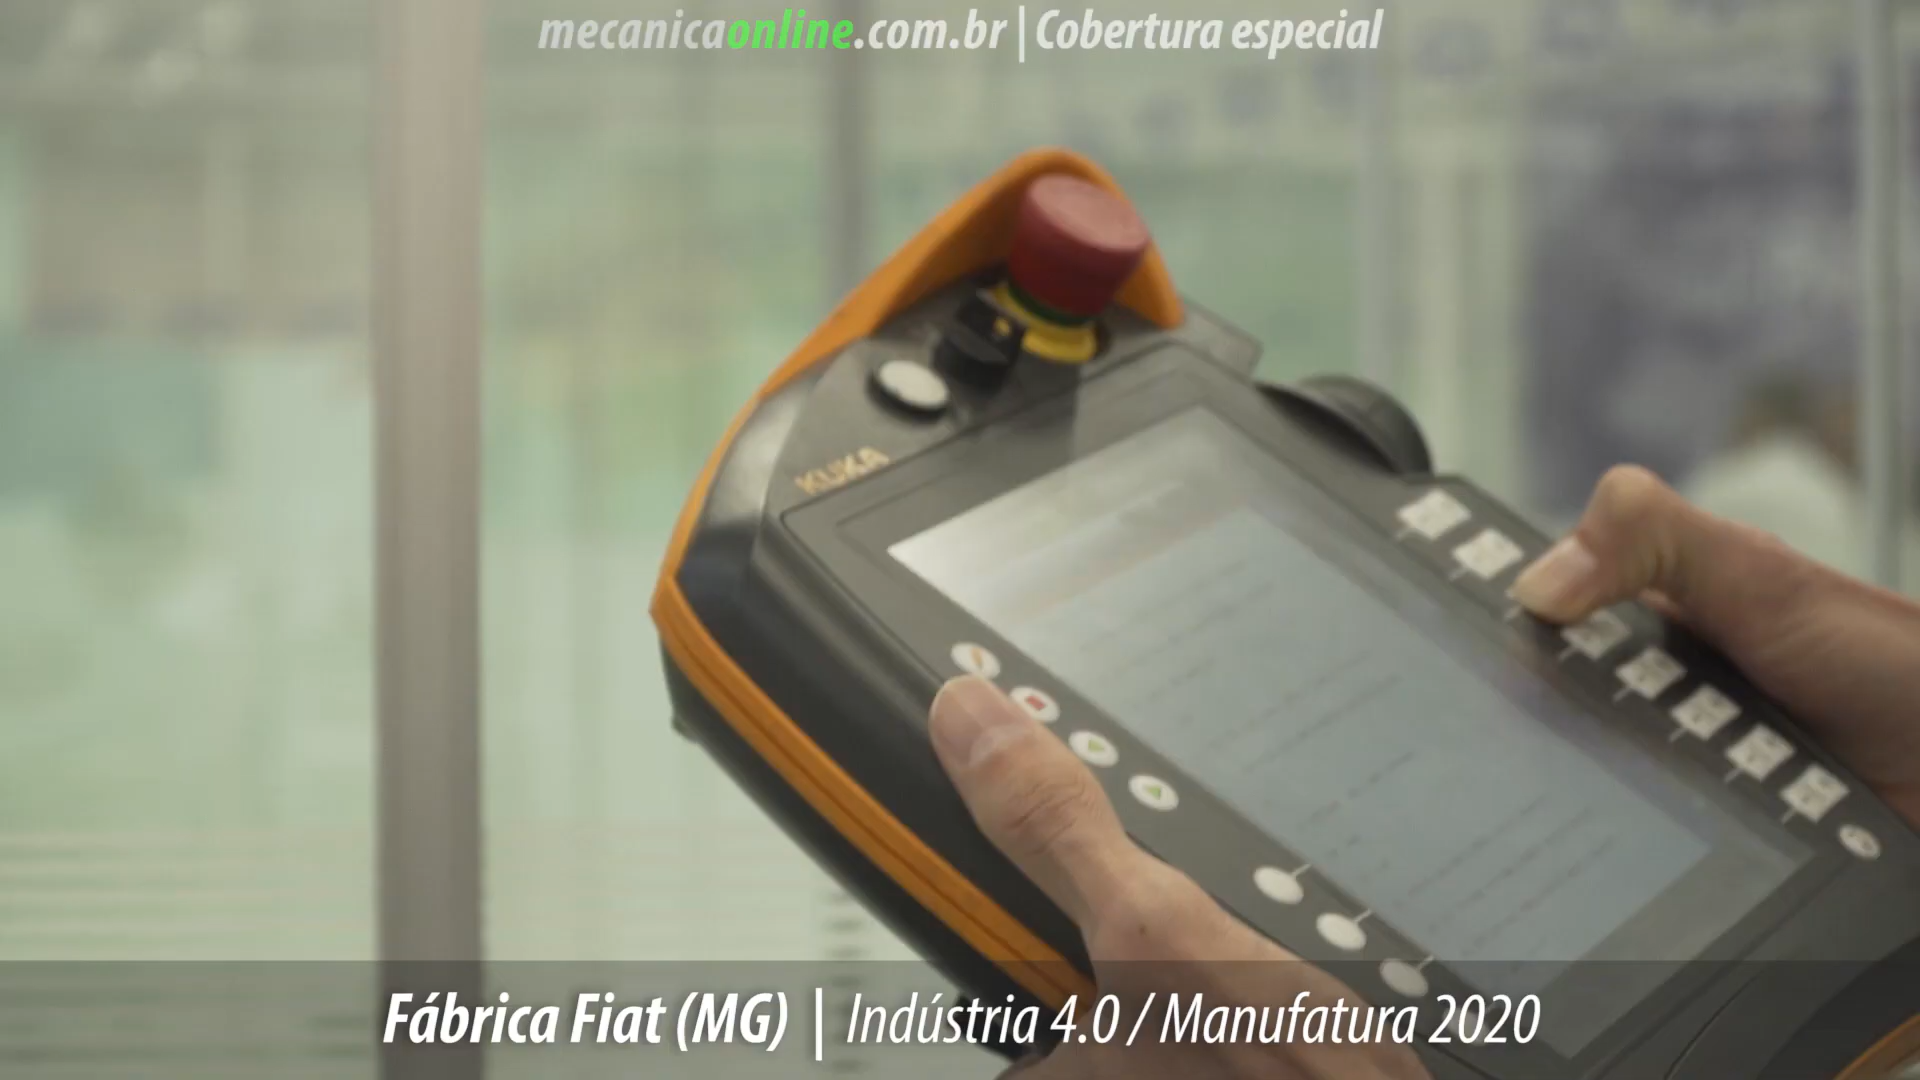 mecanicaonline.com.br | Cobertura especial
KUKA
Fábrica Fiat (MG) | Indústria 4.0 / Manufatura 2020